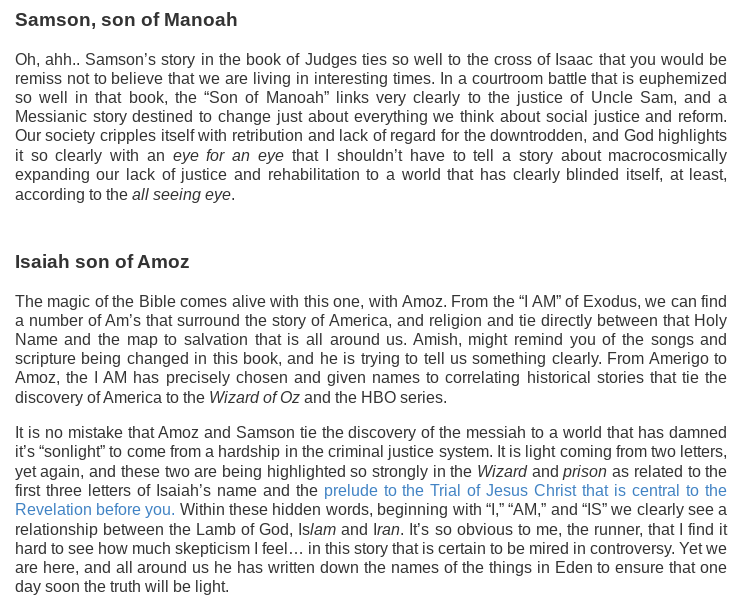 Samson, son of Manoah
Oh, ahh.. Samson's story in the book of Judges ties so well to the cross of Isaac that you would be
remiss not to believe that we are living in interesting times. In a courtroom battle that is euphemized
so well in that book, the “Son of Manoah” links very clearly to the justice of Uncle Sam, and a
Messianic story destined to change just about everything we think about social justice and reform.
Our society cripples itself with retribution and lack of regard for the downtrodden, and God highlights
it so clearly with an eye for an eye that I shouldn't have to tell a story about macrocosmically
expanding our lack of justice and rehabilitation to a world that has clearly blinded itself, at least,
according to the all seeing eye.
Isaiah son of Amoz
The magic of the Bible comes alive with this one, with Amoz. From the “I AM” of Exodus, we can find
a number of Am's that surround the story of America, and religion and tie directly between that Holy
Name and the map to salvation that is all around us. Amish, might remind you of the songs and
scripture being changed in this book, and he is trying to tell us something clearly. From Amerigo to
Amoz, the I AM has precisely chosen and given names to correlating historical stories that tie the
discovery of America to the Wizard of Oz and the HBO series.
It is no mistake that Amoz and Samson tie the discovery of the messiah to a world that has damned
it's “sonlight” to come from a hardship in the criminal justice system. It is light coming from two letters,
yet again, and these two are being highlighted so strongly in the Wizard and prison as related to the
first three letters of Isaiah's name and the prelude to the Trial of Jesus Christ that is central to the
Revelation before you. Within these hidden words, beginning with “I,” “AM,” and “IS” we clearly see a
relationship between the Lamb of God, Islam and Iran. It's so obvious to me, the runner, that I find it
hard to see how much skepticism I feel… in this story that is certain to be mired in controversy. Yet we
are here, and all around us he has written down the names of the things in Eden to ensure that one
day soon the truth will be light.